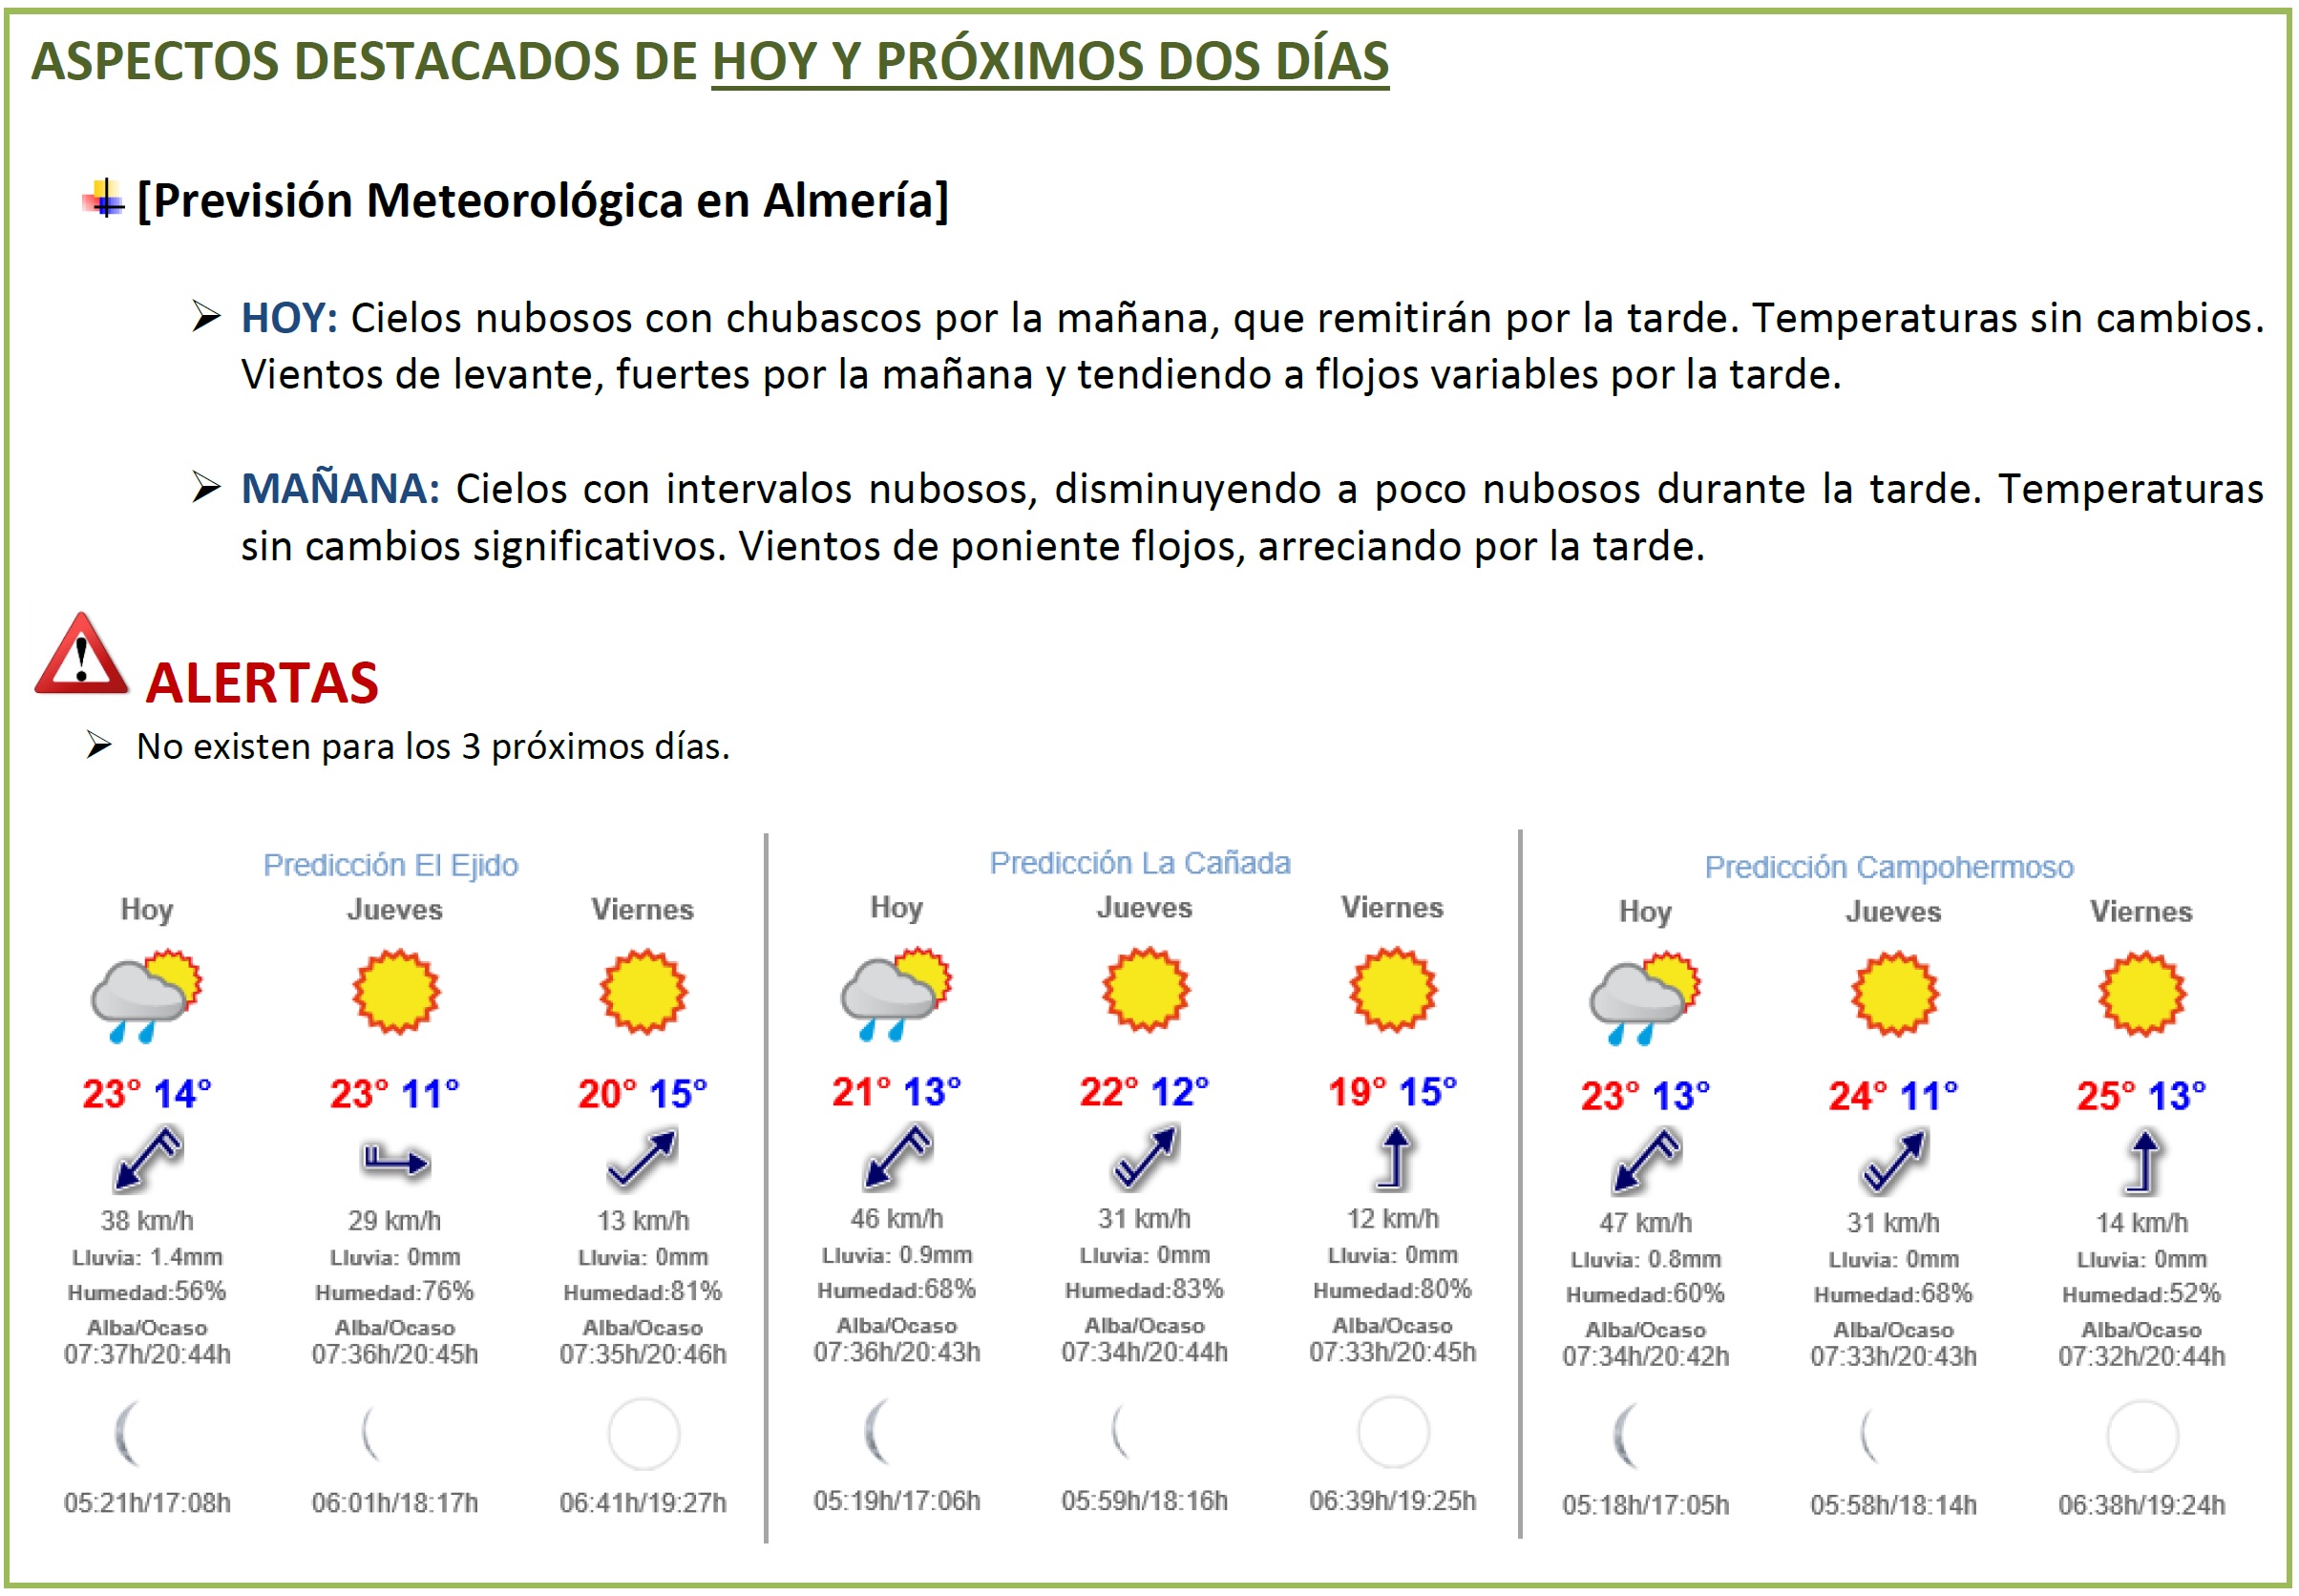 ASPECTOS DESTACADOS DE HOY Y PRÓXIMOS DOS DÍAS
[Previsión Meteorológica en Almería]
HOY: Cielos nubosos con chubascos por la mañana, que remitirán por la tarde. Temperaturas sin cambios.
Vientos de levante, fuertes por la mañana y tendiendo a flojos variables por la tarde.
MAÑANA: Cielos con intervalos nubosos, disminuyendo a poco nubosos durante la tarde. Temperaturas
sin cambios significativos. Vientos de poniente flojos, arreciando por la tarde.
ALERTAS
No existen para los 3 próximos días.
Predicción El Ejido
Hoy Jueves Viernes
23° 14° 23° 11° 20° 15°
38 km/h 29 km/h 13 km/h
Lluvia: 1.4mm Lluvia: 0mm Lluvia: 0mm
Humedad:56% Humedad:76% Humedad:81%
Alba/Ocaso Alba/Ocaso Alba/Ocaso
07:37h/20:44h 07:36h/20:45h 07:35h/20:46h
05:21h/17:08h 06:01h/18:17h 06:41h/19:27h
Predicción La Cañada
Hoy Jueves Viernes
21° 13° 22° 12° 19° 15°
46 km/h 31 km/h 12 km/h
Lluvia: 0.9mm Lluvia: 0mm Lluvia: 0mm
Humedad:68% Humedad:83% Humedad:80%
Alba/Ocaso Alba/Ocaso Alba/Ocaso
07:36h/20:43h 07:34h/20:44h 07:33h/20:45h
05:19h/17:06h 05:59h/18:16h 06:39h/19:25h
Predicción Campohermoso
Hoy Jueves Viernes
23° 13° 24° 11° 25° 13°
47 km/h 31 km/h 14 km/h
Lluvia: 0.8mm Lluvia: 0mm Lluvia: 0mm
Humedad:60% Humedad:68% Humedad:52%
Alba/Ocaso Alba/Ocaso Alba/Ocaso
07:34h/20:42h 07:33h/20:43h 07:32h/20:44h
05:18h/17:05h 05:58h/18:14h 06:38h/19:24h